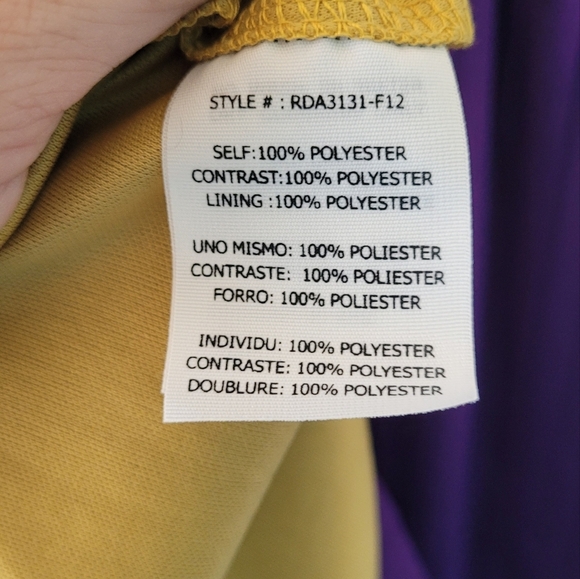 STYLE # : RDA3131-F12
SELF:100% POLYESTER
CONTRAST:100% POLYESTER
LINING :100% POLYESTER
UNO MISMO: 100% POLIESTER
CONTRASTE: 100% POLIESTER
FORRO: 100% POLIESTER
INDIVIDU: 100% POLYESTER
CONTRASTE: 100% POLYESTER
DOUBLURE: 100% POLYESTER